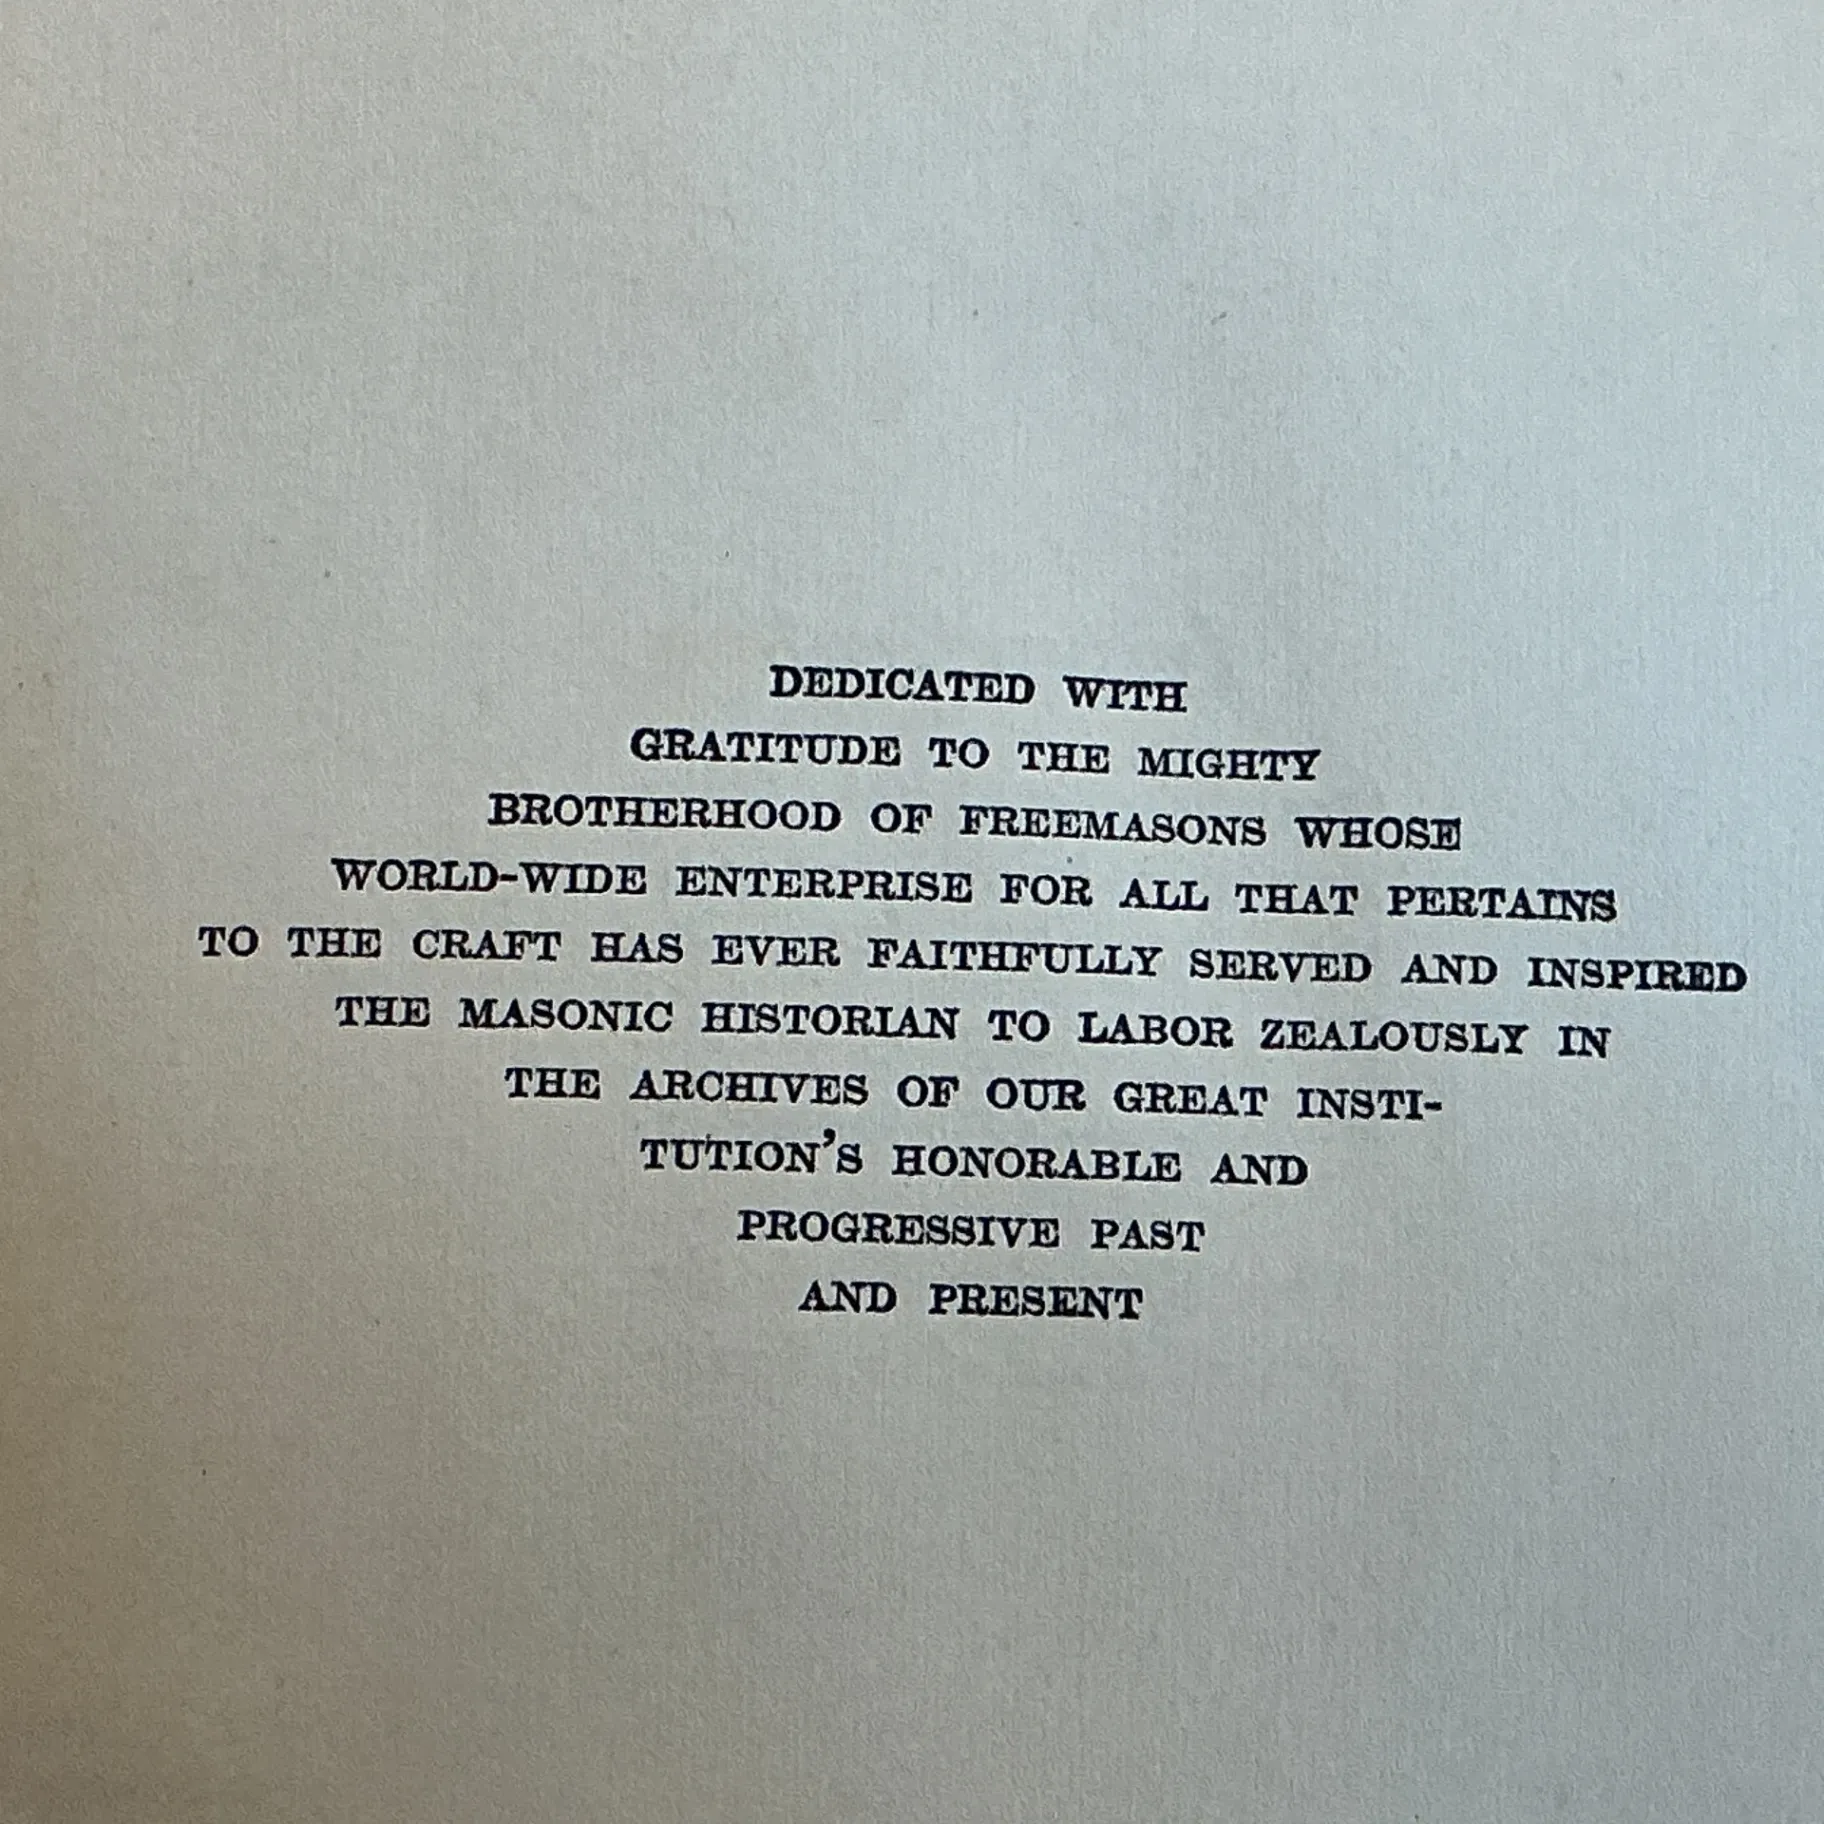 DEDICATED WITH
GRATITUDE TO THE MIGHTY
BROTHERHOOD OF FREEMASONS WHOSE
WORLD-WIDE ENTERPRISE FOR ALL THAT PERTAINS
TO THE CRAFT HAS EVER FAITHFULLY SERVED AND INSPIRED
THE MASONIC HISTORIAN TO LABOR ZEALOUSLY IN
THE ARCHIVES OF OUR GREAT INSTI-
TUTION'S HONORABLE AND
PROGRESSIVE PAST
AND PRESENT